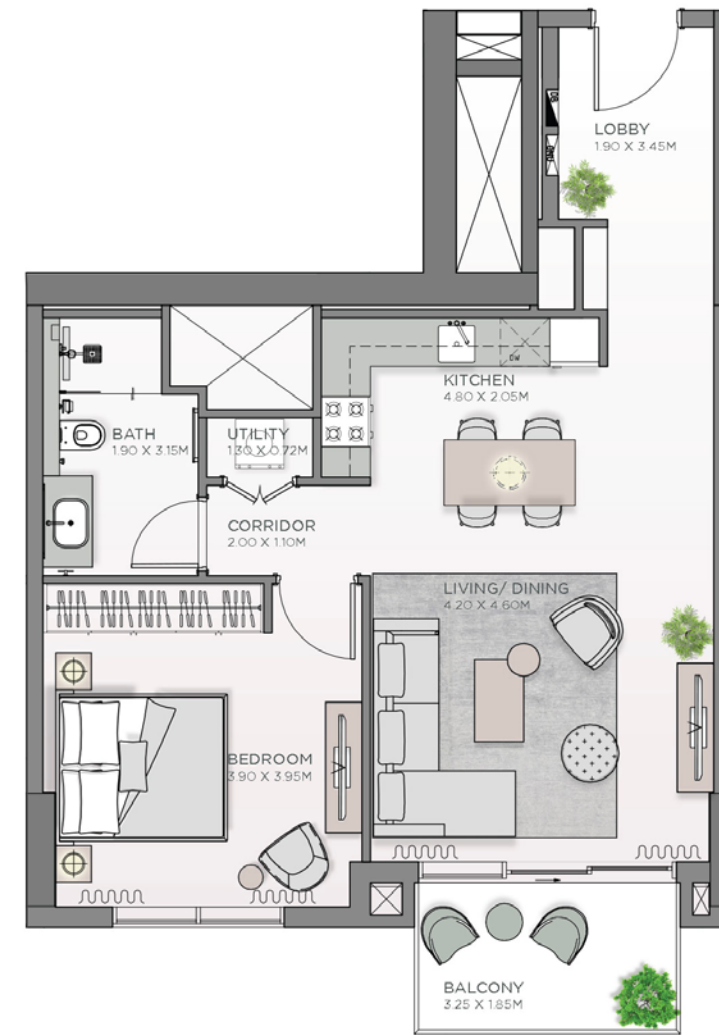 LOBBY
1.90 X 3.45M
DB
KITCHEN
4.80 X 2.05M
DW
BATH
1.90 X 3.15M
UTILITY
1.30 X 0.72M
CORRIDOR
2.00 X 1.10M
LIVING/ DINING
4.20 X 4.60M
BEDROOM
3.90 X 3.95M
BALCONY
3.25 X 1.85M